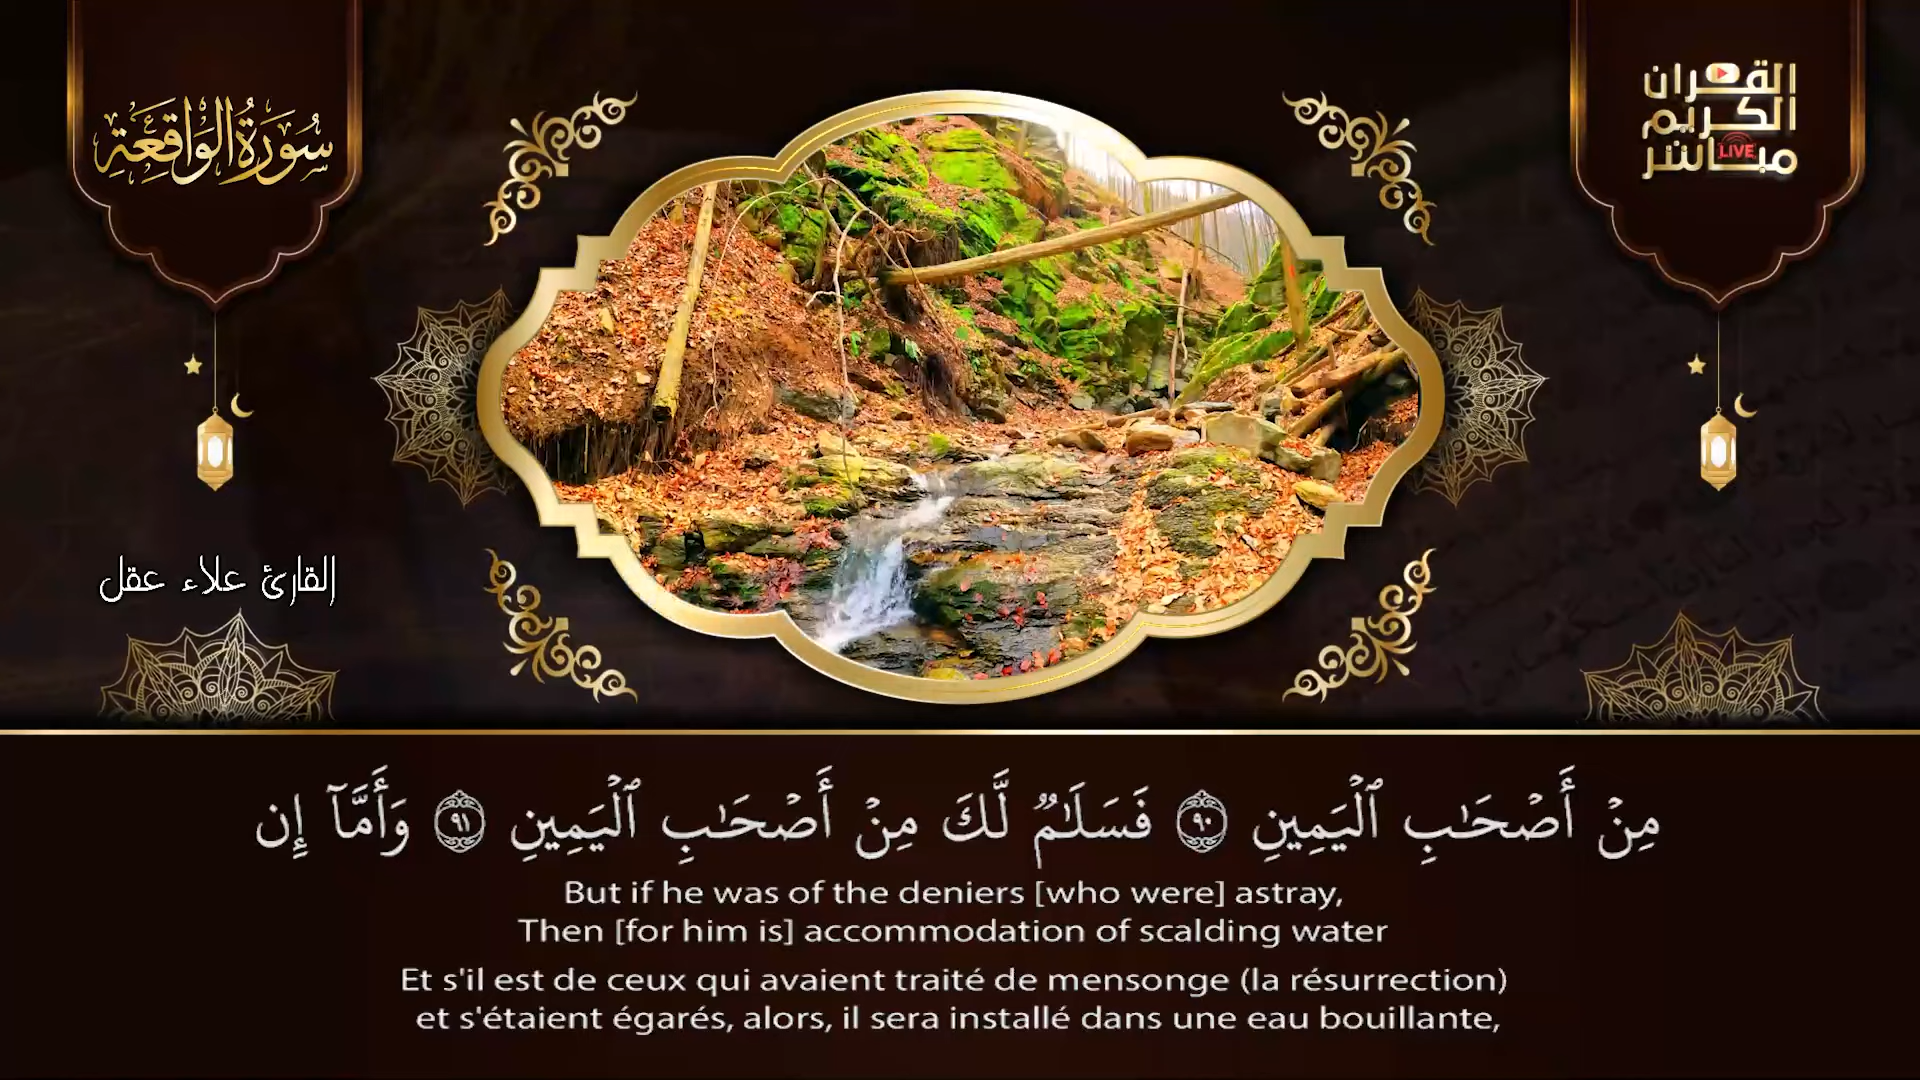 سُورَةُ الْوَاقِعَةِ
القرآن
الكريم
مباشر
LIVE
القارئ علاء عقل
مِنْ أَصْحَٰبِ ٱلْيَمِينِ ٩٠ فَسَلَٰمٌ لَّكَ مِنْ أَصْحَٰبِ ٱلْيَمِينِ ٩١ وَأَمَّآ إِن
But if he was of the deniers [who were] astray,
Then [for him is] accommodation of scalding water
Et s'il est de ceux qui avaient traité de mensonge (la résurrection)
et s'étaient égarés, alors, il sera installé dans une eau bouillante,